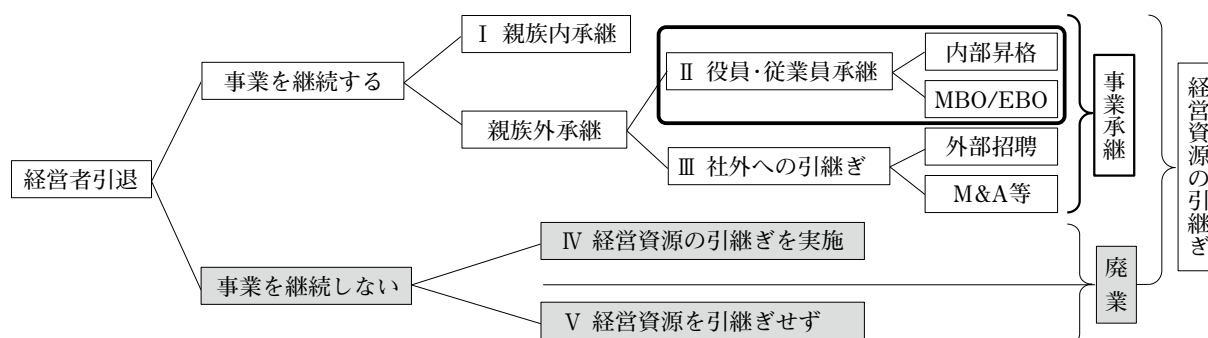 経営者引退
事業を継続する
事業を継続しない
Ⅰ 親族内承継
親族外承継
Ⅱ 役員・従業員承継
内部昇格
MBO/EBO
Ⅲ 社外への引継ぎ
外部招聘
M&A等
Ⅳ 経営資源の引継ぎを実施
Ⅴ 経営資源を引継ぎせず
事業承継
廃業
経営資源の引継ぎ